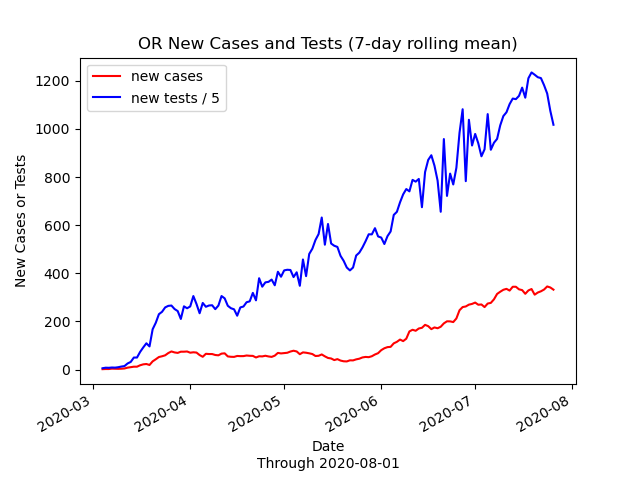 OR New Cases and Tests (7-day rolling mean)
new cases
new tests / 5
New Cases or Tests
1200
1000
800
600
400
200
0
2020-03
2020-04
2020-05
2020-06
2020-07
2020-08
Date
Through 2020-08-01